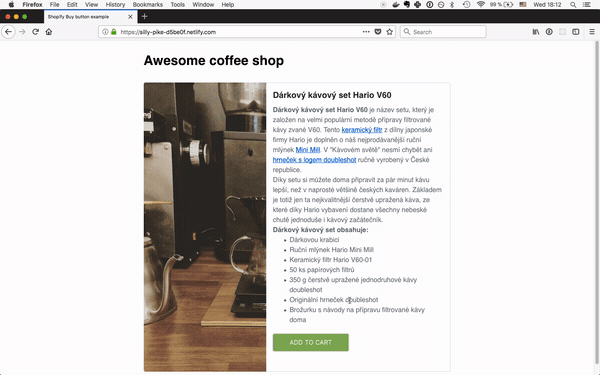 Firefox File Edit View History Bookmarks Tools Window Help
99 % Wed 18:12
Shopify Buy button example
https://silly-pike-d5be0f.netlify.com
Search
Awesome coffee shop
Dárkový kávový set Hario V60
Dárkový kávový set Hario V60 je název setu, který je
založen na velmi populární metodě přípravy filtrované
kávy zvané V60. Tento keramický filtr z dílny japonské
firmy Hario je doplněn o náš nejprodávanější ruční
mlýnek Mini Mill. V "Kávovém světě" nesmí chybět ani
hrneček s logem doubleshot ručně vyrobený v České
republice.
Díky setu si můžete doma připravit za pár minut kávu
lepší, než v naprosté většině českých kaváren. Základem
je totiž jen ta nejkvalitnější čerstvě upražená káva, ze
které díky Hario vybavení dostane všechny nebeské
chutě jednoduše i kávový začátečník.
Dárkový kávový set obsahuje:
Dárkovou krabici
Ruční mlýnek Hario Mini Mill
Keramický filtr Hario V60-01
50 ks papírových filtrů
350 g čerstvě upražené jednodruhové kávy
doubleshot
Originální hrneček doubleshot
Brožurku s návody na přípravu filtrované kávy
doma
ADD TO CART